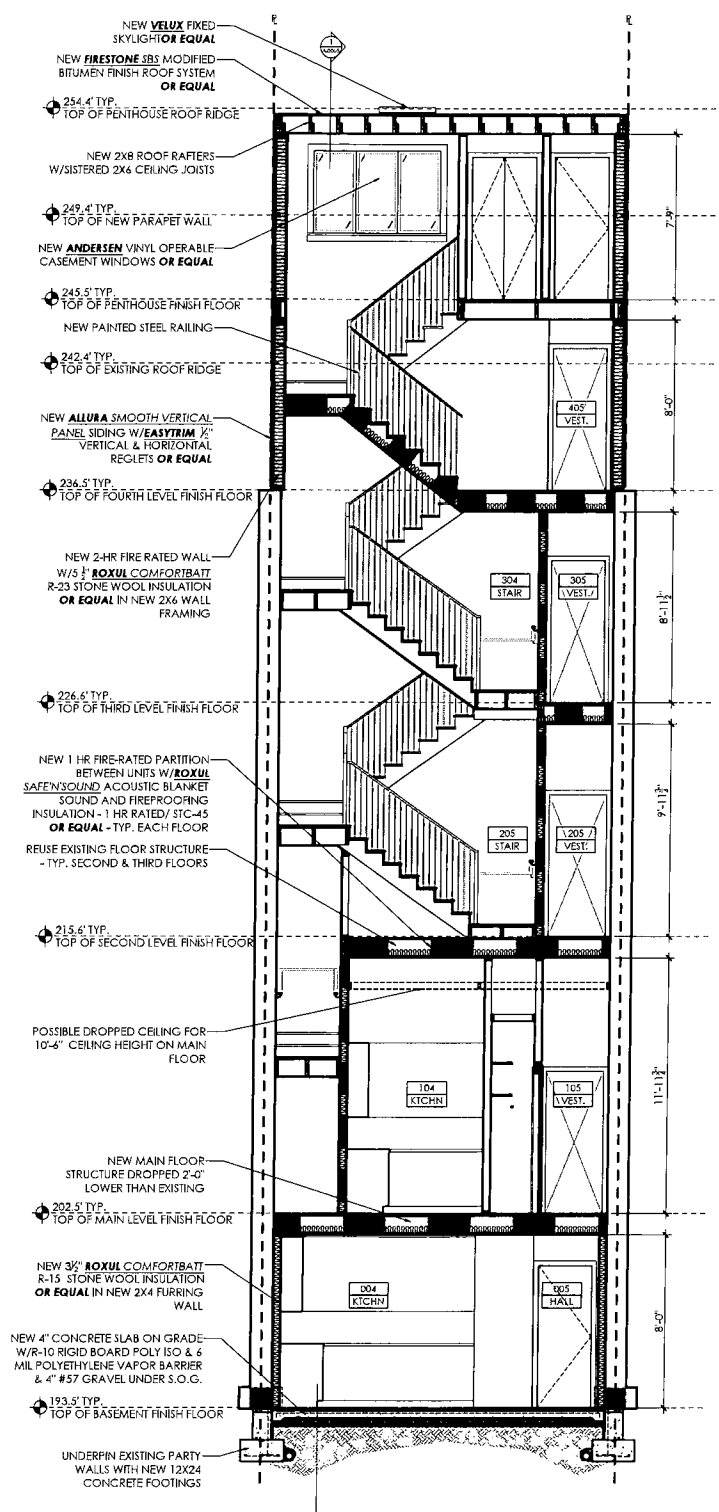 NEW VELUX FIXED
SKYLIGHT OR EQUAL
1
NEW FIRESTONE SBS MODIFIED
BITUMEN FINISH ROOF SYSTEM
OR EQUAL
254.4' TYP.
TOP OF PENTHOUSE ROOF RIDGE
NEW 2X8 ROOF RAFTERS
W/SISTERED 2X6 CEILING JOISTS
249.4' TYP.
TOP OF NEW PARAPET WALL
7'-9"
NEW ANDERSEN VINYL OPERABLE
CASEMENT WINDOWS OR EQUAL
245.5' TYP.
TOP OF PENTHOUSE FINISH FLOOR
NEW PAINTED STEEL RAILING
242.4' TYP.
TOP OF EXISTING ROOF RIDGE
405
VEST.
8'-0"
NEW ALLURA SMOOTH VERTICAL
PANEL SIDING W/EASYTRIM ½"
VERTICAL & HORIZONTAL
REGLETS OR EQUAL
236.5' TYP.
TOP OF FOURTH LEVEL FINISH FLOOR
NEW 2-HR FIRE RATED WALL
W/5 ½" ROXUL COMFORTBATT
R-23 STONE WOOL INSULATION
OR EQUAL IN NEW 2X6 WALL
FRAMING
304
STAIR
305
VEST.
8'-11½"
226.6' TYP.
TOP OF THIRD LEVEL FINISH FLOOR
NEW 1 HR FIRE-RATED PARTITION
BETWEEN UNITS W/ROXUL
SAFE'N'SOUND ACOUSTIC BLANKET
SOUND AND FIREPROOFING
INSULATION - 1 HR RATED/ STC-45
OR EQUAL - TYP. EACH FLOOR
205
STAIR
205
VEST.
REUSE EXISTING FLOOR STRUCTURE
- TYP. SECOND & THIRD FLOORS
215.6' TYP.
TOP OF SECOND LEVEL FINISH FLOOR
POSSIBLE DROPPED CEILING FOR
10'-6" CEILING HEIGHT ON MAIN
FLOOR
104
KTCHN
105
VEST.
NEW MAIN FLOOR
STRUCTURE DROPPED 2'-0"
LOWER THAN EXISTING
202.5' TYP.
TOP OF MAIN LEVEL FINISH FLOOR
NEW 3½" ROXUL COMFORTBATT
R-15 STONE WOOL INSULATION
OR EQUAL IN NEW 2X4 FURRING
WALL
004
KTCHN
005
HALL
8'-0"
NEW 4" CONCRETE SLAB ON GRADE
W/R-10 RIGID BOARD POLY ISO & 6
MIL POLYETHYLENE VAPOR BARRIER
& 4" #57 GRAVEL UNDER S.O.G.
193.5' TYP.
TOP OF BASEMENT FINISH FLOOR
UNDERPIN EXISTING PARTY
WALLS WITH NEW 12X24
CONCRETE FOOTINGS